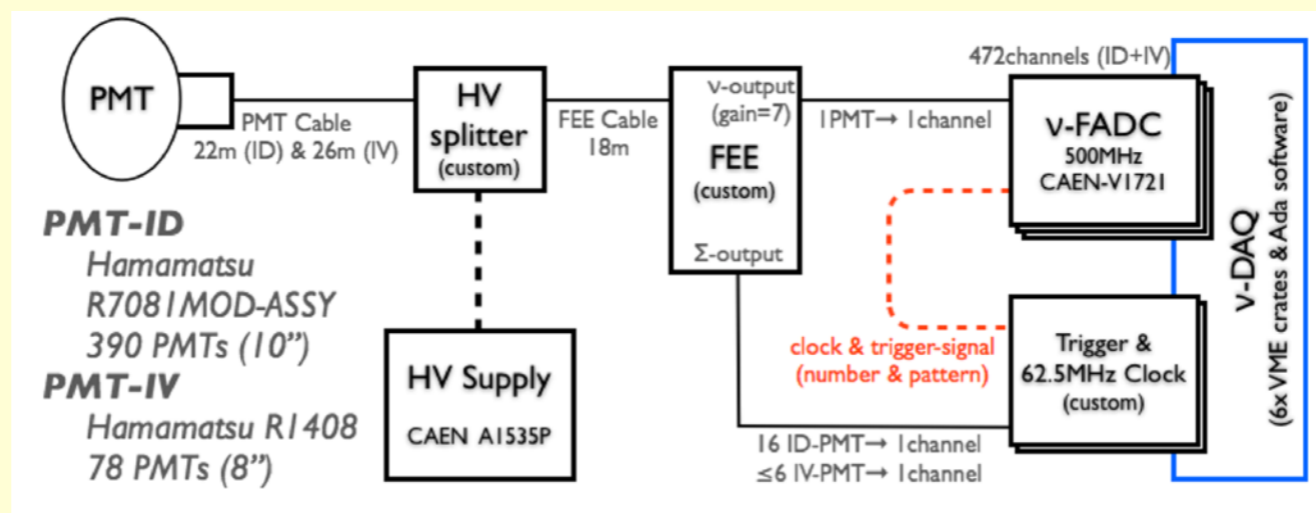 PMT
PMT Cable
22m (ID) & 26m (IV)
HV
splitter
(custom)
FEE Cable
18m
ν-output
(gain=7)
FEE
(custom)
Σ-output
1PMT→ 1channel
472channels (ID+IV)
ν-FADC
500MHz
CAEN-V1721
ν-DAQ
(6x VME crates & Ada software)
PMT-ID
Hamamatsu
R7081MOD-ASSY
390 PMTs (10”)
PMT-IV
Hamamatsu R1408
78 PMTs (8”)
HV Supply
CAEN A1535P
clock & trigger-signal
(number & pattern)
Trigger &
62.5MHz Clock
(custom)
16 ID-PMT→ 1channel
≤6 IV-PMT→ 1channel